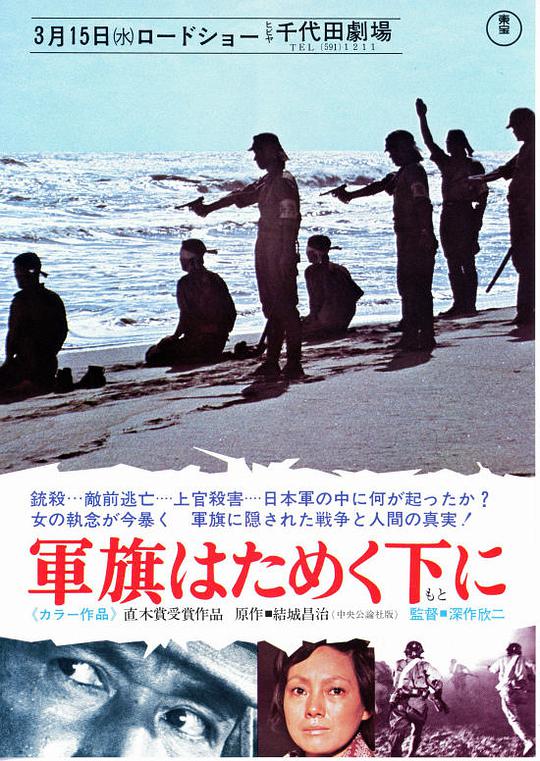 3月15日(水)ロードショー ヒビヤ 千代田劇場
TEL (591)1211
東宝
銃殺…敵前逃亡…上官殺害…日本軍の中に何が起ったか?
女の執念が今暴く 軍旗に隠された戦争と人間の真実!
軍旗はためく下に
もと
《カラー作品》 直木賞受賞作品 原作■結城昌治(中央公論社版) 監督■深作欣二